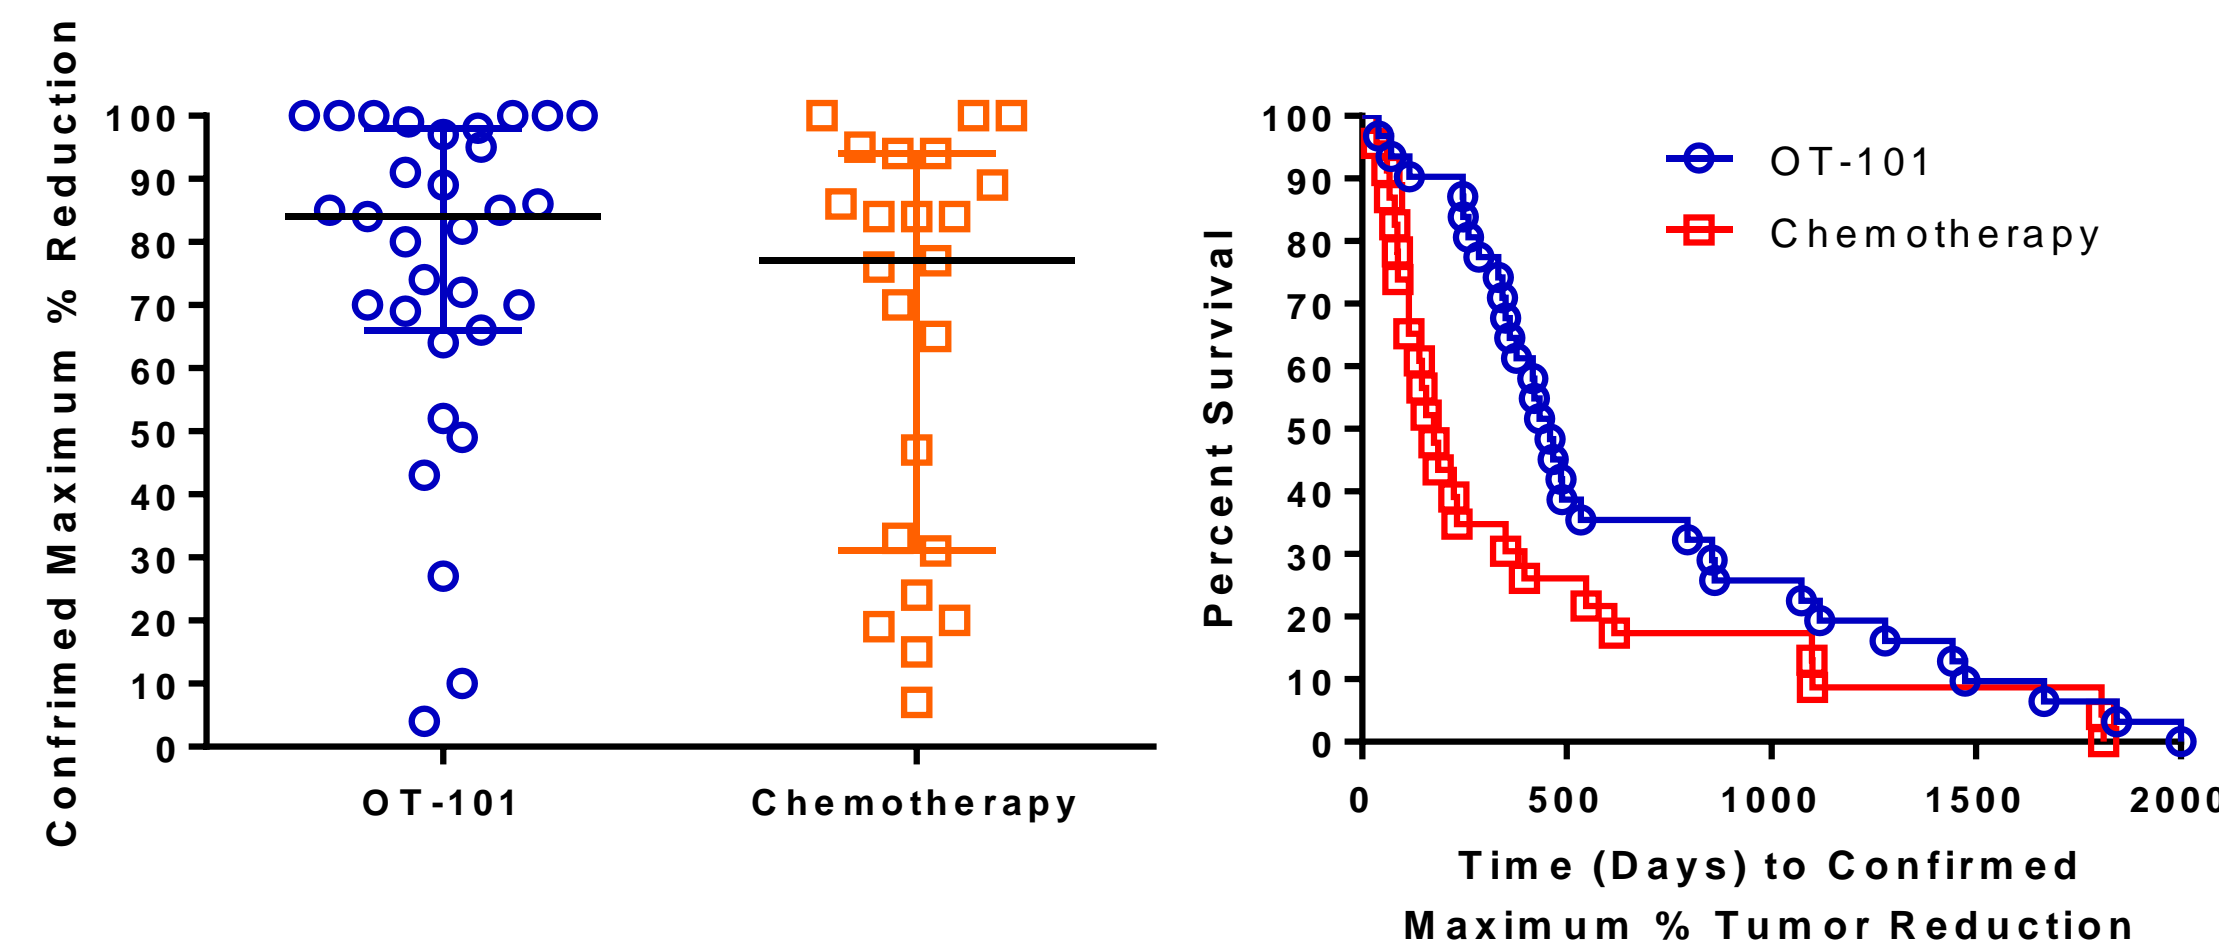 Confrimed Maximum % Reduction
100
90
80
70
60
50
40
30
20
10
0
OT-101
Chemotherapy
Percent Survival
100
90
80
70
60
50
40
30
20
10
0
OT-101
Chemotherapy
0 500 1000 1500 2000
Time (Days) to Confirmed
Maximum % Tumor Reduction